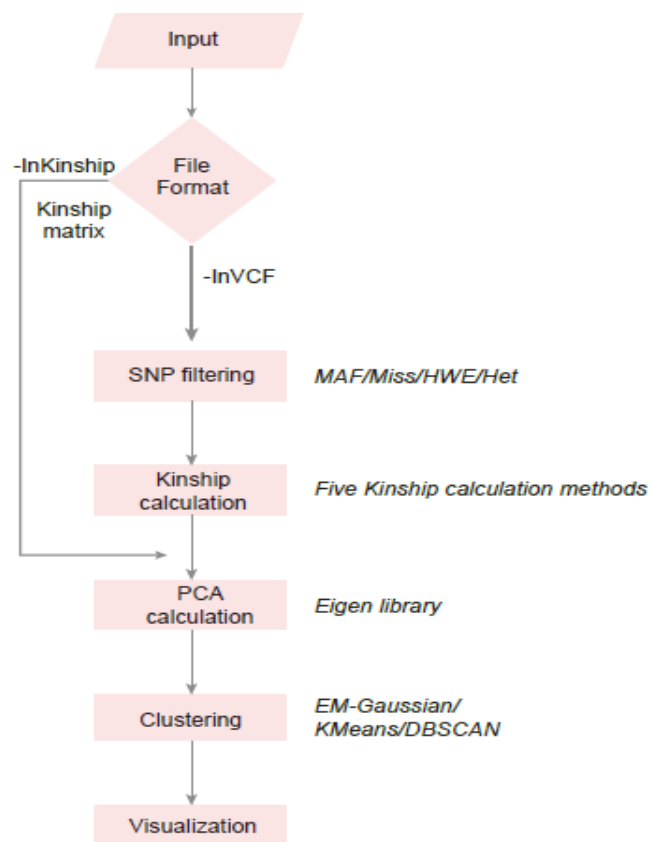 Input
File
Format
-InKinship
Kinship
matrix
-InVCF
SNP filtering
MAF/Miss/HWE/Het
Kinship
calculation
Five Kinship calculation methods
PCA
calculation
Eigen library
Clustering
EM-Gaussian/
KMeans/DBSCAN
Visualization